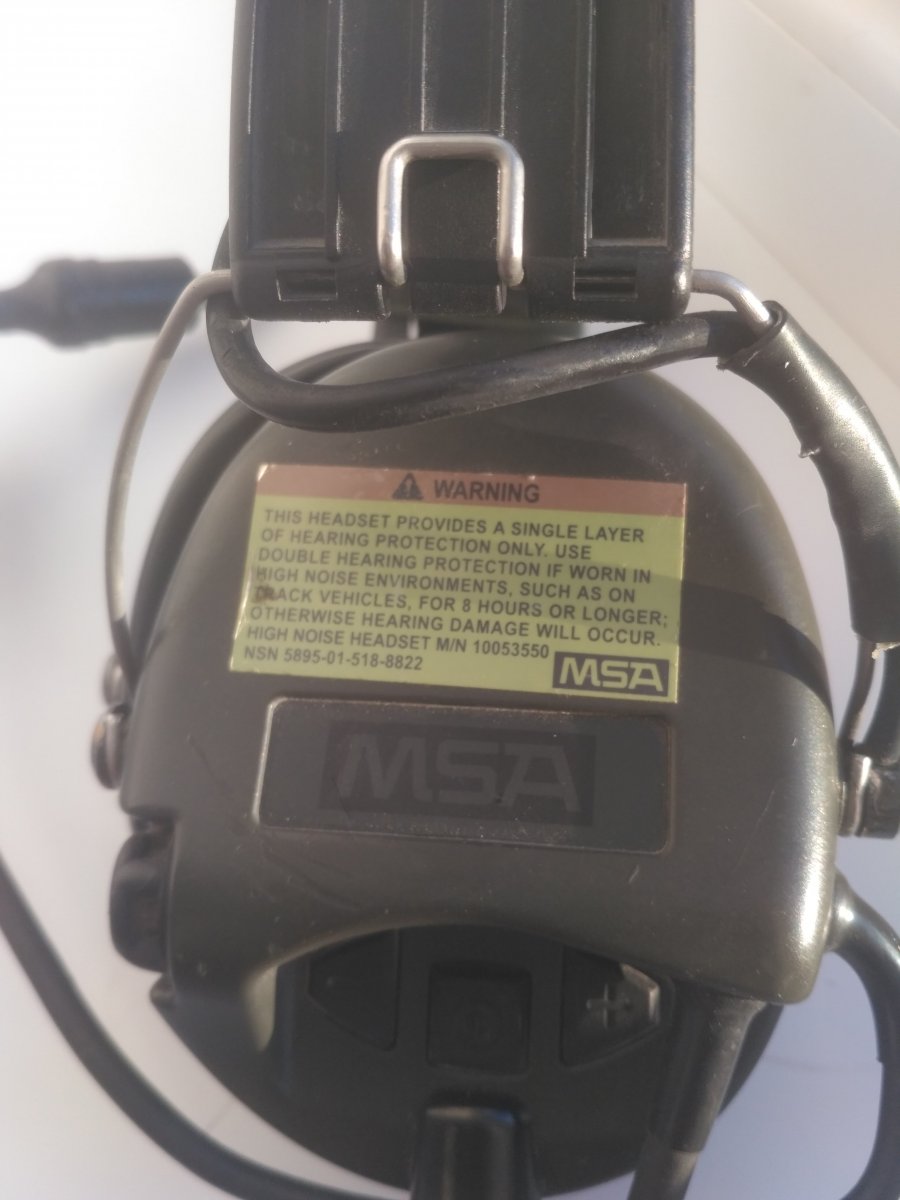 WARNING
THIS HEADSET PROVIDES A SINGLE LAYER
OF HEARING PROTECTION ONLY. USE
DOUBLE HEARING PROTECTION IF WORN IN
HIGH NOISE ENVIRONMENTS, SUCH AS ON
TRACK VEHICLES, FOR 8 HOURS OR LONGER;
OTHERWISE HEARING DAMAGE WILL OCCUR.
HIGH NOISE HEADSET M/N 10053550
NSN 5895-01-518-8822
MSA
MSA
+